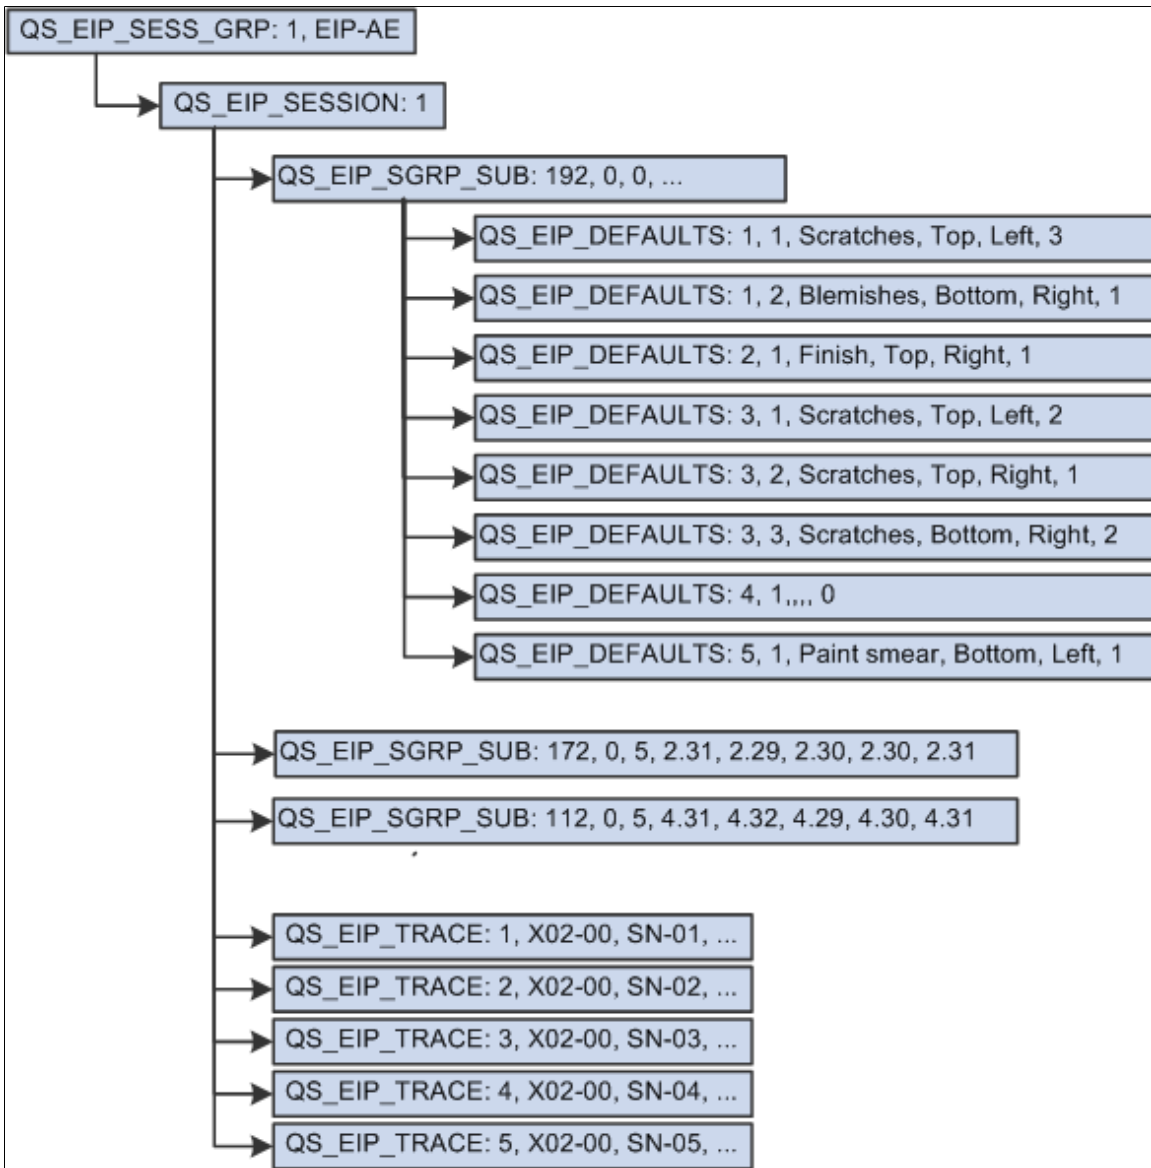 QS_EIP_SESS_GRP: 1, EIP-AE
QS_EIP_SESSION: 1
QS_EIP_SGRP_SUB: 192, 0, 0, ...
QS_EIP_DEFAULTS: 1, 1, Scratches, Top, Left, 3
QS_EIP_DEFAULTS: 1, 2, Blemishes, Bottom, Right, 1
QS_EIP_DEFAULTS: 2, 1, Finish, Top, Right, 1
QS_EIP_DEFAULTS: 3, 1, Scratches, Top, Left, 2
QS_EIP_DEFAULTS: 3, 2, Scratches, Top, Right, 1
QS_EIP_DEFAULTS: 3, 3, Scratches, Bottom, Right, 2
QS_EIP_DEFAULTS: 4, 1,,,, 0
QS_EIP_DEFAULTS: 5, 1, Paint smear, Bottom, Left, 1
QS_EIP_SGRP_SUB: 172, 0, 5, 2.31, 2.29, 2.30, 2.30, 2.31
QS_EIP_SGRP_SUB: 112, 0, 5, 4.31, 4.32, 4.29, 4.30, 4.31
QS_EIP_TRACE: 1, X02-00, SN-01, ...
QS_EIP_TRACE: 2, X02-00, SN-02, ...
QS_EIP_TRACE: 3, X02-00, SN-03, ...
QS_EIP_TRACE: 4, X02-00, SN-04, ...
QS_EIP_TRACE: 5, X02-00, SN-05, ...